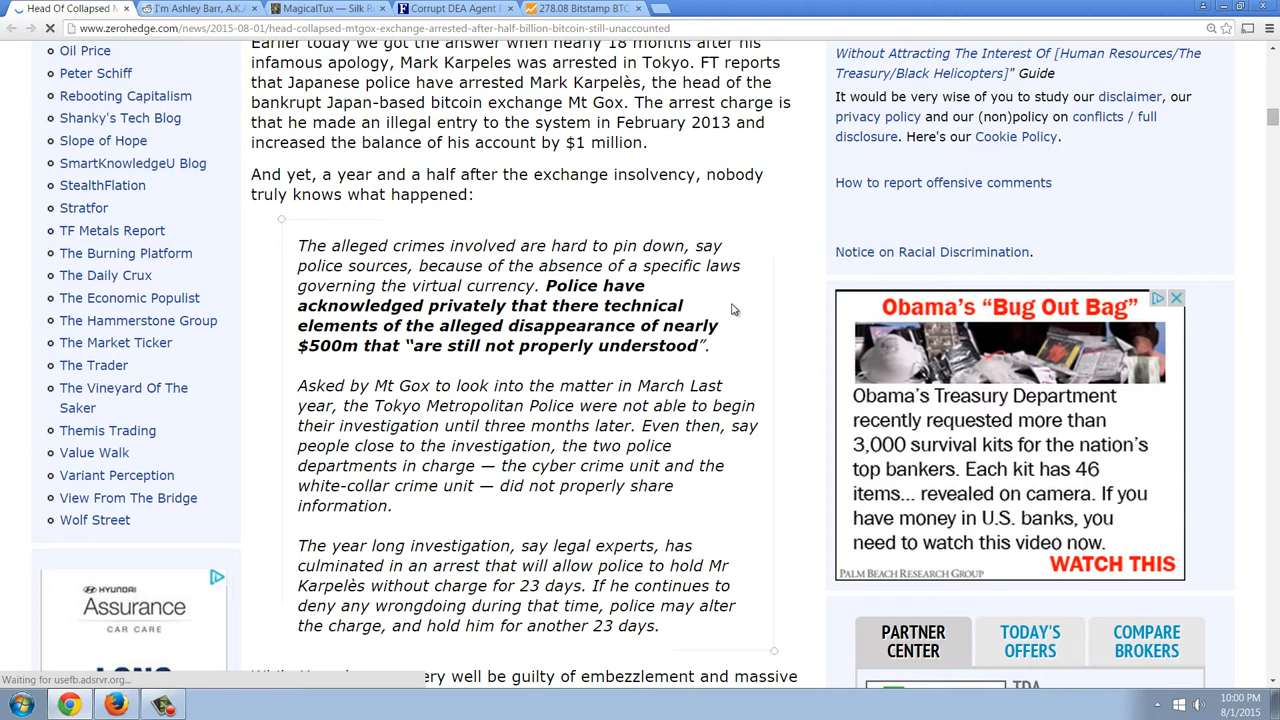 Head Of Collapsed M
I'm Ashley Barr, A.K.A
MagicalTux — Silk R
Corrupt DEA Agent
278.08 Bitstamp BTC
www.zerohedge.com/news/2015-08-01/head-collapsed-mtgox-exchange-arrested-after-half-billion-bitcoin-still-unaccounted
Oil Price
Peter Schiff
Rebooting Capitalism
Shanky's Tech Blog
Slope of Hope
SmartKnowledgeU Blog
StealthFlation
Stratfor
TF Metals Report
The Burning Platform
The Daily Crux
The Economic Populist
The Hammerstone Group
The Market Ticker
The Trader
The Vineyard Of The
Saker
Themis Trading
Value Walk
Variant Perception
View From The Bridge
Wolf Street
HYUNDAI
Assurance
CAR CARE
LONG
Waiting for usefb.adsrvr.org...
Earlier today we got the answer when nearly 18 months after his
infamous apology, Mark Karpeles was arrested in Tokyo. FT reports
that Japanese police have arrested Mark Karpelès, the head of the
bankrupt Japan-based bitcoin exchange Mt Gox. The arrest charge is
that he made an illegal entry to the system in February 2013 and
increased the balance of his account by $1 million.
And yet, a year and a half after the exchange insolvency, nobody
truly knows what happened:
The alleged crimes involved are hard to pin down, say
police sources, because of the absence of a specific laws
governing the virtual currency. Police have
acknowledged privately that there technical
elements of the alleged disappearance of nearly
$500m that “are still not properly understood”.
Asked by Mt Gox to look into the matter in March Last
year, the Tokyo Metropolitan Police were not able to begin
their investigation until three months later. Even then, say
people close to the investigation, the two police
departments in charge — the cyber crime unit and the
white-collar crime unit — did not properly share
information.
The year long investigation, say legal experts, has
culminated in an arrest that will allow police to hold Mr
Karpelès without charge for 23 days. If he continues to
deny any wrongdoing during that time, police may alter
the charge, and hold him for another 23 days.
very well be guilty of embezzlement and massive
Without Attracting The Interest Of [Human Resources/The
Treasury/Black Helicopters]" Guide
It would be very wise of you to study our disclaimer, our
privacy policy and our (non)policy on conflicts / full
disclosure. Here's our Cookie Policy.
How to report offensive comments
Notice on Racial Discrimination.
Obama's “Bug Out Bag”
Obama's Treasury Department
recently requested more than
3,000 survival kits for the nation's
top bankers. Each kit has 46
items... revealed on camera. If you
have money in U.S. banks, you
need to watch this video now.
PALM BEACH RESEARCH GROUP
WATCH THIS
PARTNER
CENTER
TODAY'S
OFFERS
COMPARE
BROKERS
10:00 PM
8/1/2015